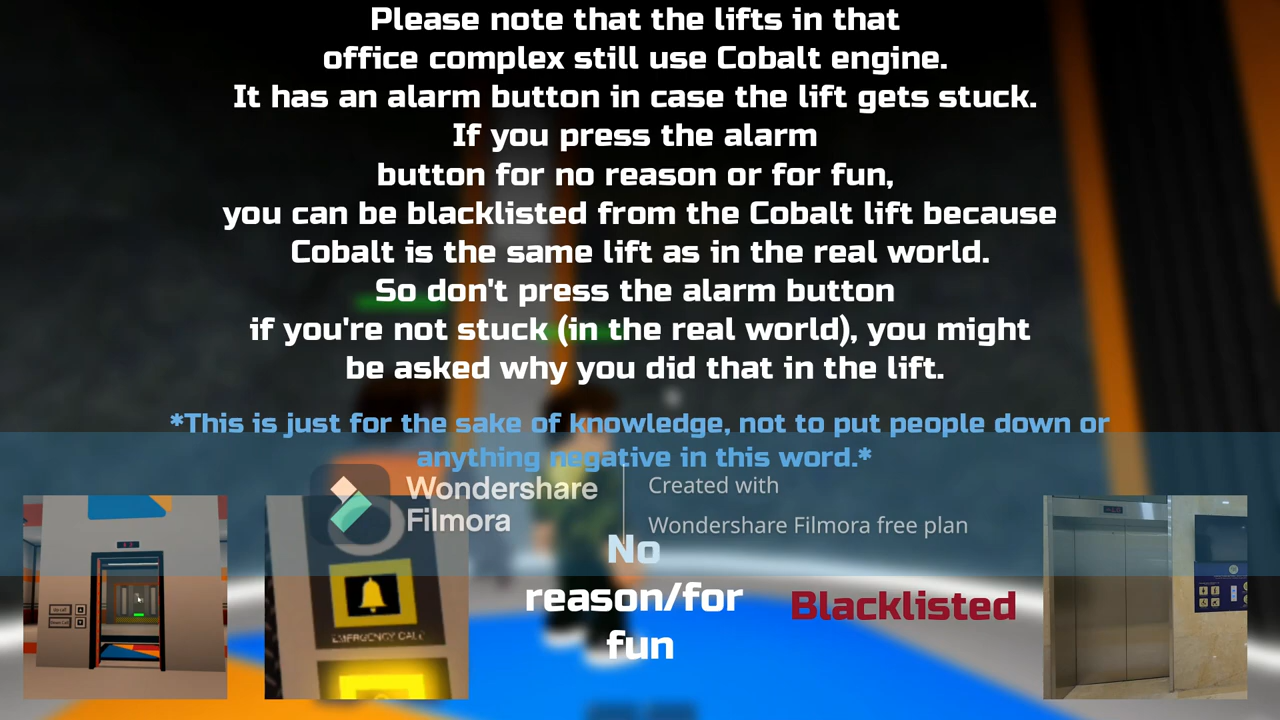 Please note that the lifts in that
office complex still use Cobalt engine.
It has an alarm button in case the lift gets stuck.
If you press the alarm
button for no reason or for fun,
you can be blacklisted from the Cobalt lift because
Cobalt is the same lift as in the real world.
So don't press the alarm button
if you're not stuck (in the real world), you might
be asked why you did that in the lift.
*This is just for the sake of knowledge, not to put people down or
anything negative in this word.*
Wondershare
Filmora
Created with
Wondershare Filmora free plan
EMERGENCY CALL
No
reason/for
fun
Blacklisted